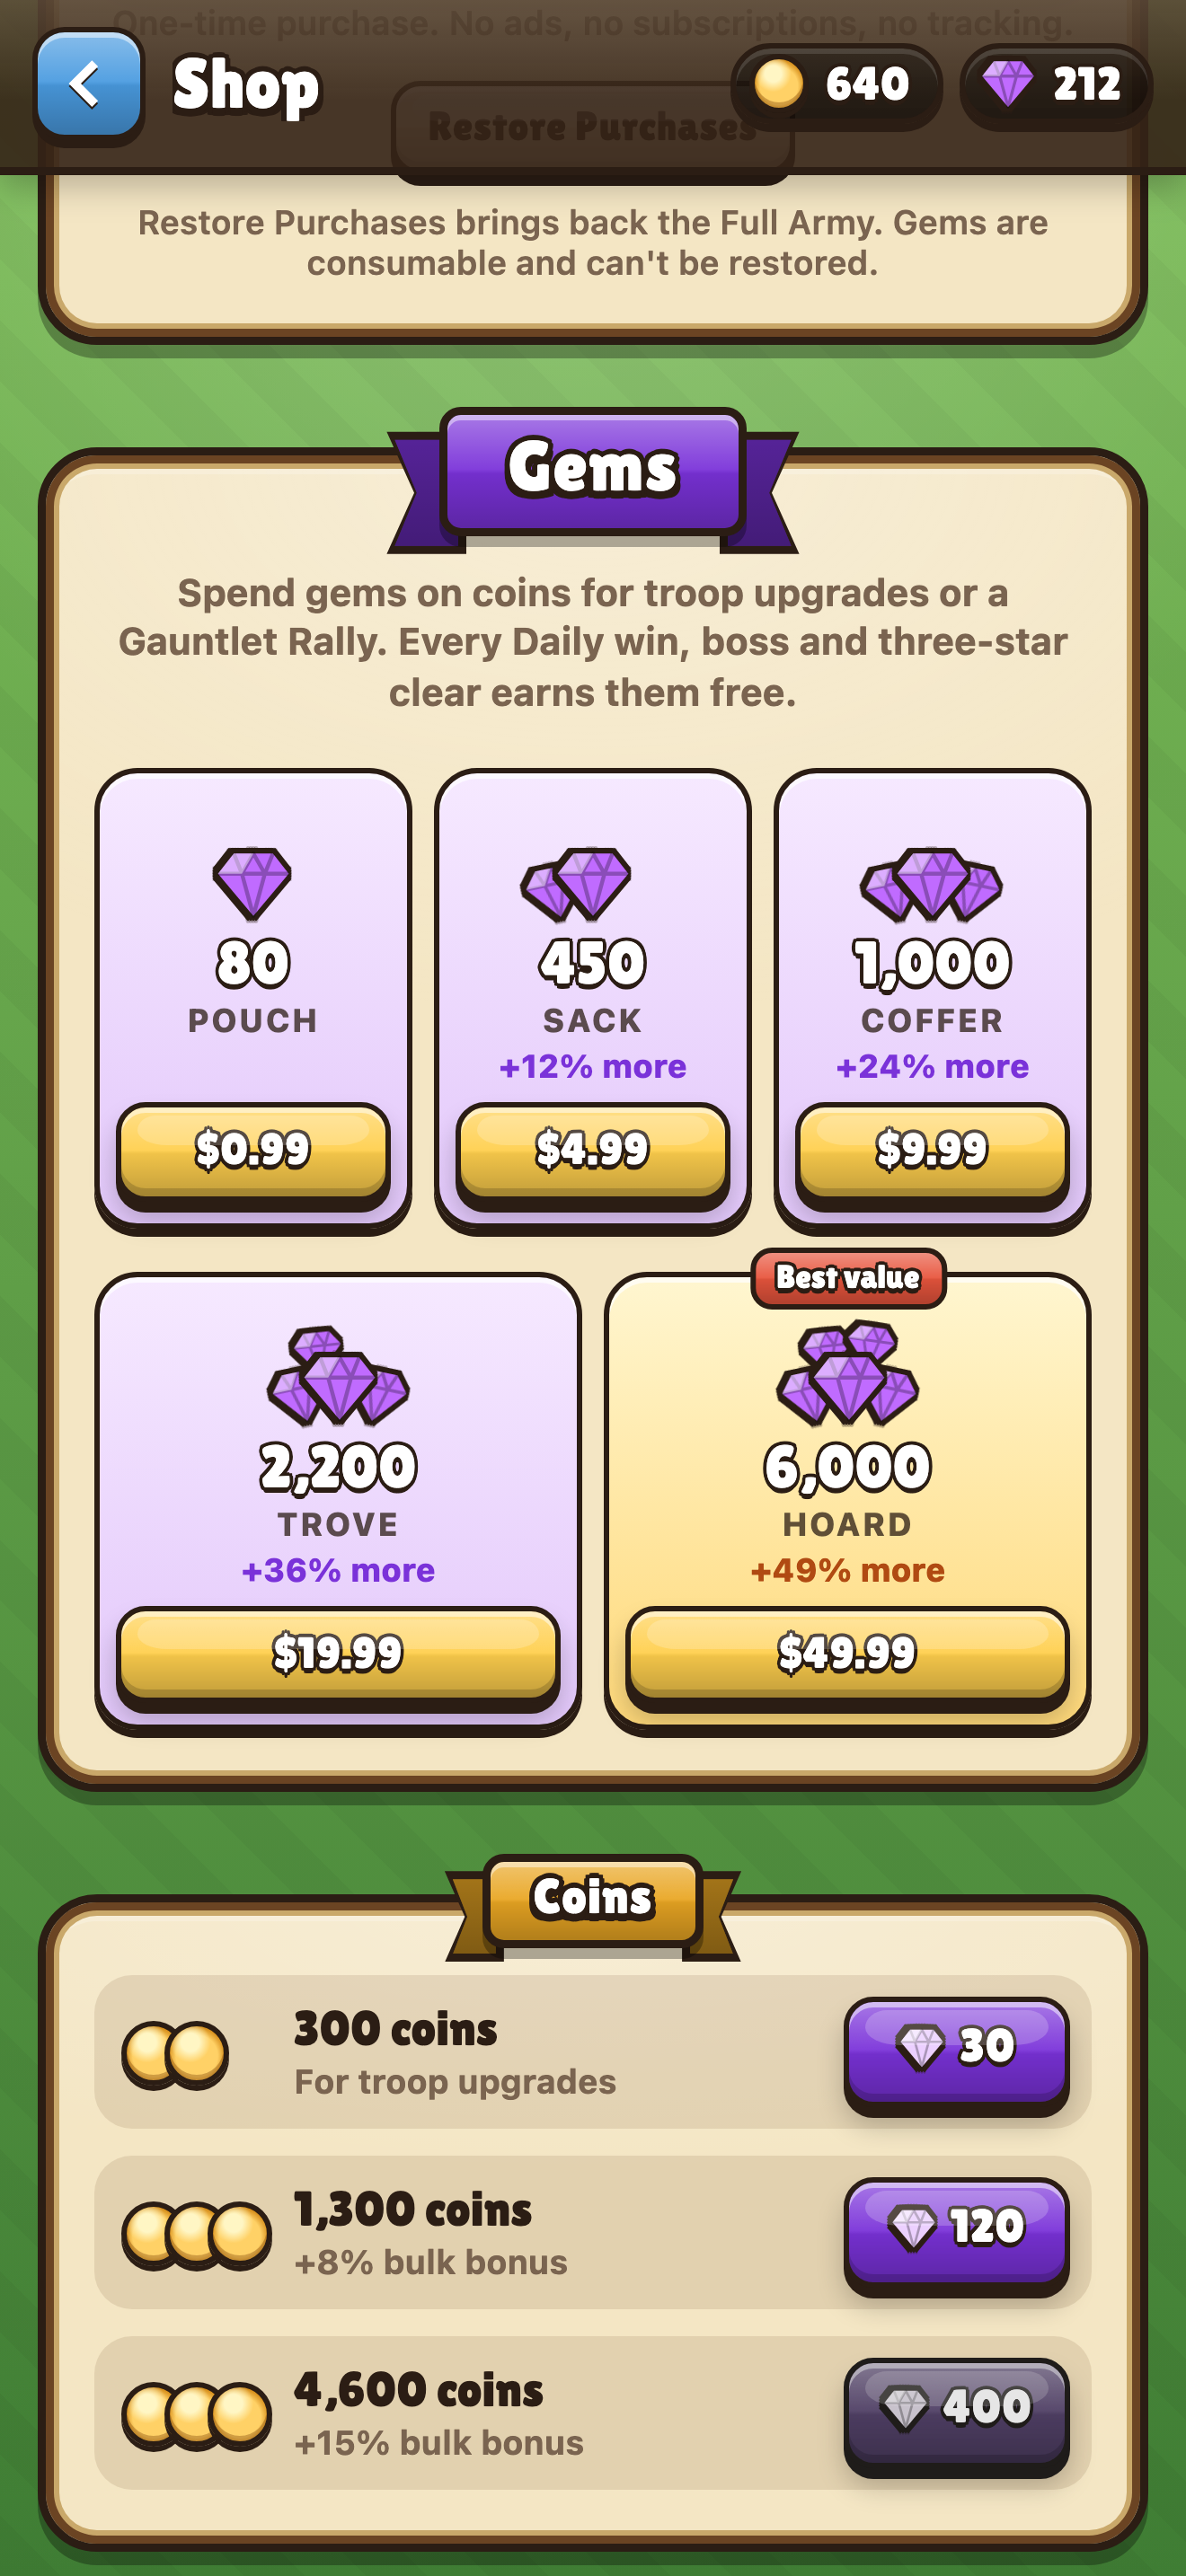 One-time purchase. No ads, no subscriptions, no tracking.
Shop
640
212
Restore Purchases
Restore Purchases brings back the Full Army. Gems are
consumable and can't be restored.
Gems
Spend gems on coins for troop upgrades or a
Gauntlet Rally. Every Daily win, boss and three-star
clear earns them free.
80
POUCH
$0.99
450
SACK
+12% more
$4.99
1,000
COFFER
+24% more
$9.99
2,200
TROVE
+36% more
$19.99
Best value
6,000
HOARD
+49% more
$49.99
Coins
300 coins
For troop upgrades
30
1,300 coins
+8% bulk bonus
120
4,600 coins
+15% bulk bonus
400